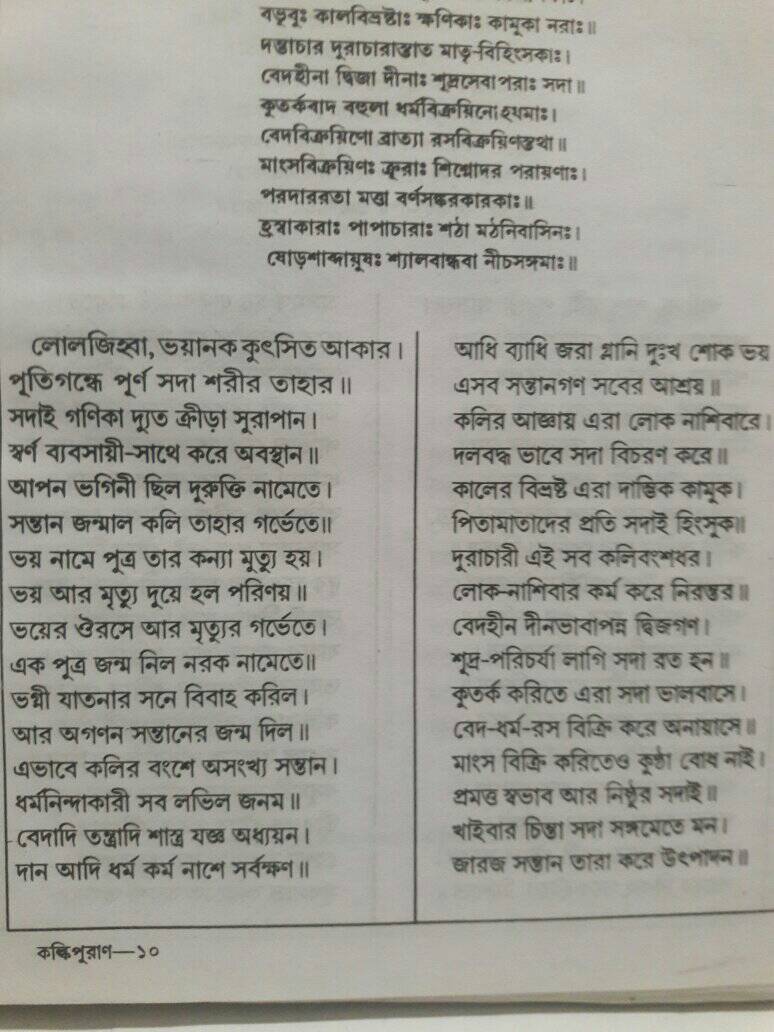 বভূবুঃ কালবিভ্রষ্টাঃ ক্ষণিকাঃ কামুকা নরাঃ॥
দম্ভাচার দুরাচারাস্তাত মাতৃ-বিহিংসকাঃ।
বেদহীনা দ্বিজা দীনাঃ শূদ্রসেবাপরাঃ সদা॥
কুতর্কবাদ বহুলা ধর্মবিক্রয়িনোহধমাঃ।
বেদবিক্রয়িণো ব্রাত্যা রসবিক্রয়িণস্তথা॥
মাংসবিক্রয়িণঃ ক্রূরাঃ শিশ্নোদর পরায়ণাঃ।
পরদাররতা মত্তা বর্ণসঙ্করকারকাঃ॥
হ্রস্বাকারাঃ পাপাচারাঃ শঠা মঠনিবাসিনঃ।
ষোড়শাব্দায়ুষঃ শ্যালবান্ধবা নীচসঙ্গমাঃ॥
লোলজিহ্বা, ভয়ানক কুৎসিত আকার।
পূতিগন্ধে পূর্ণ সদা শরীর তাহার॥
সদাই গণিকা দ্যুত ক্রীড়া সুরাপান।
স্বর্ণ ব্যবসায়ী-সাথে করে অবস্থান॥
আপন ভগিনী ছিল দুরুক্তি নামেতে।
সন্তান জন্মাল কলি তাহার গর্ভেতে॥
ভয় নামে পুত্র তার কন্যা মৃত্যু হয়।
ভয় আর মৃত্যু দুয়ে হল পরিণয়॥
ভয়ের ঔরসে আর মৃত্যুর গর্ভেতে।
এক পুত্র জন্ম নিল নরক নামেতে॥
ভগ্নী যাতনার সনে বিবাহ করিল।
আর অগণন সন্তানের জন্ম দিল॥
এভাবে কলির বংশে অসংখ্য সন্তান।
ধর্মনিন্দাকারী সব লভিল জনম॥
বেদাদি তন্ত্রাদি শাস্ত্র যজ্ঞ অধ্যয়ন।
দান আদি ধর্ম কর্ম নাশে সর্বক্ষণ॥
আধি ব্যাধি জরা গ্লানি দুঃখ শোক ভয়
এসব সন্তানগণ সবের আশ্রয়॥
কলির আজ্ঞায় এরা লোক নাশিবারে।
দলবদ্ধ ভাবে সদা বিচরণ করে॥
কালের বিভ্রষ্ট এরা দাম্ভিক কামুক।
পিতামাতাদের প্রতি সদাই হিংসুক॥
দুরাচারী এই সব কলিবংশধর।
লোক-নাশিবার কর্ম করে নিরন্তর॥
বেদহীন দীনভাবাপন্ন দ্বিজগণ।
শূদ্র-পরিচর্যা লাগি সদা রত হন॥
কুতর্ক করিতে এরা সদা ভালবাসে।
বেদ-ধর্ম-রস বিক্রি করে অনায়াসে॥
মাংস বিক্রি করিতেও কুণ্ঠা বোধ নাই।
প্রমত্ত স্বভাব আর নিষ্ঠুর সদাই॥
খাইবার চিন্তা সদা সঙ্গমেতে মন।
জারজ সন্তান তারা করে উৎপাদন॥
কল্কিপুরাণ—১০